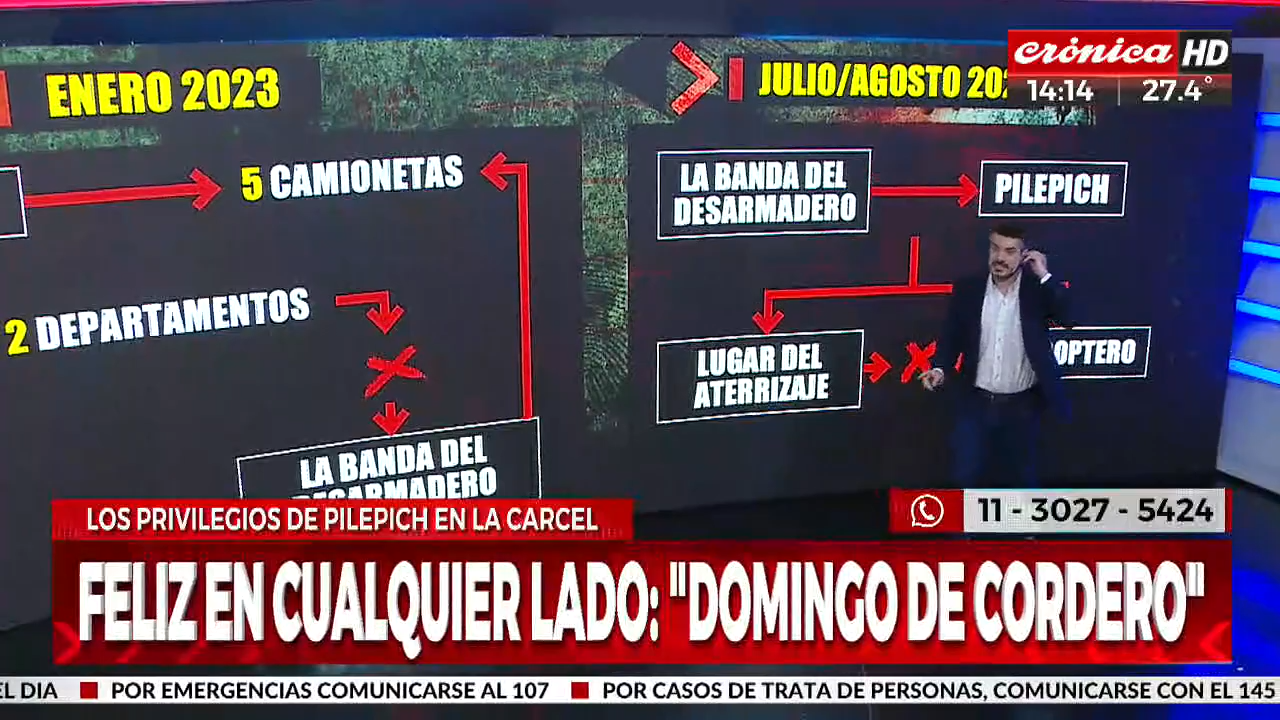 ENERO 2023
5 CAMIONETAS
2 DEPARTAMENTOS
LA BANDA DEL
JULIO/AGOSTO
LA BANDA DEL
DESARMADERO
PILEPICH
LUGAR DEL
ATERRIZAJE
crónica HD
14:14 27.4°
LOS PRIVILEGIOS DE PILEPICH EN LA CARCEL
11 - 3027 - 5424
FELIZ EN CUALQUIER LADO: "DOMINGO DE CORDERO"
EL DIA POR EMERGENCIAS COMUNICARSE AL 107 POR CASOS DE TRATA DE PERSONAS, COMUNICARSE CON EL 145